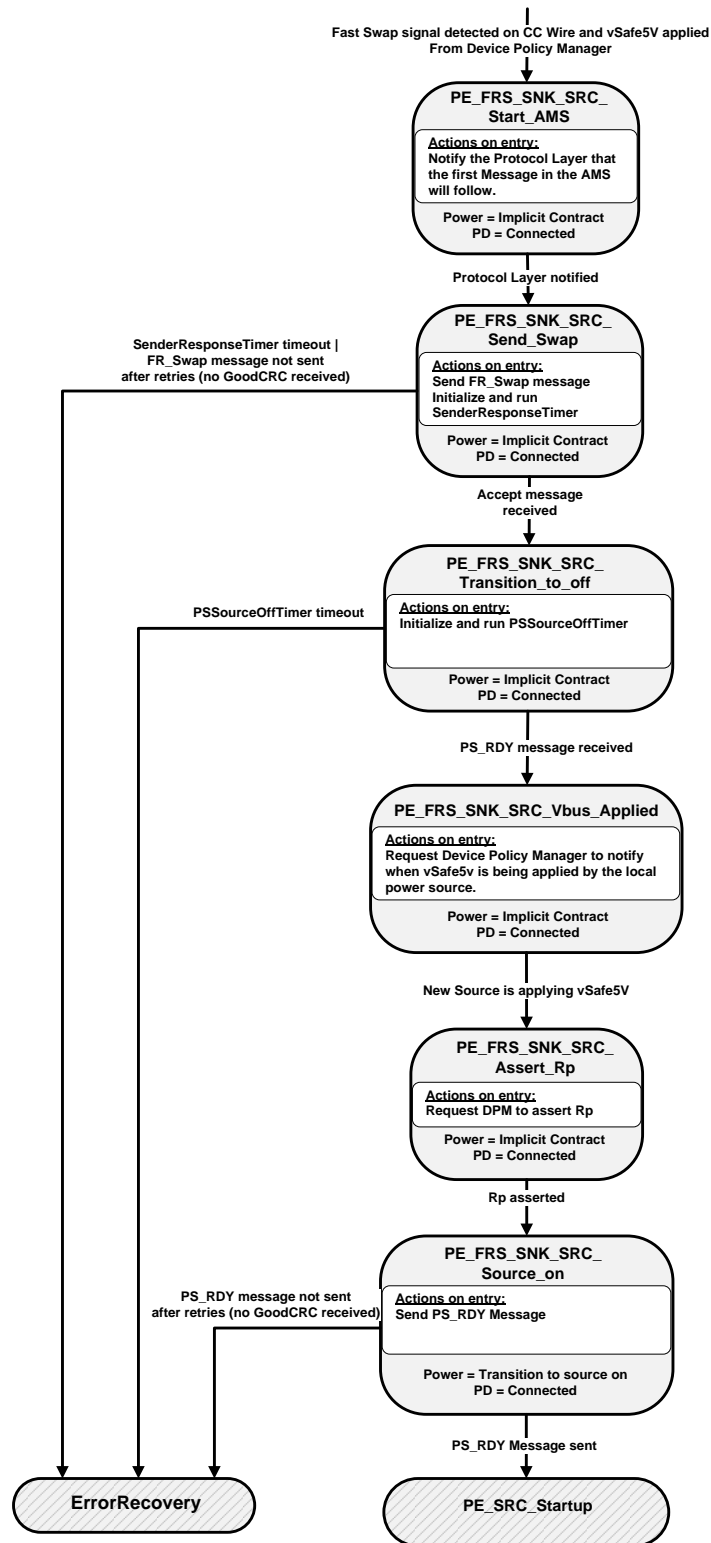 Fast Swap signal detected on CC Wire and vSafe5V applied
From Device Policy Manager
PE_FRS_SNK_SRC_
Start_AMS
Actions on entry:
Notify the Protocol Layer that
the first Message in the AMS
will follow.
Power = Implicit Contract
PD = Connected
Protocol Layer notified
PE_FRS_SNK_SRC_
Send_Swap
SenderResponseTimer timeout |
FR_Swap message not sent
after retries (no GoodCRC received)
Actions on entry:
Send FR_Swap message
Initialize and run
SenderResponseTimer
Power = Implicit Contract
PD = Connected
Accept message
received
PE_FRS_SNK_SRC_
Transition_to_off
PSSourceOffTimer timeout
Actions on entry:
Initialize and run PSSourceOffTimer
Power = Implicit Contract
PD = Connected
PS_RDY message received
PE_FRS_SNK_SRC_Vbus_Applied
Actions on entry:
Request Device Policy Manager to notify
when vSafe5v is being applied by the local
power source.
Power = Implicit Contract
PD = Connected
New Source is applying vSafe5V
PE_FRS_SNK_SRC_
Assert_Rp
Actions on entry:
Request DPM to assert Rp
Power = Implicit Contract
PD = Connected
Rp asserted
PE_FRS_SNK_SRC_
Source_on
PS_RDY message not sent
after retries (no GoodCRC received)
Actions on entry:
Send PS_RDY Message
Power = Transition to source on
PD = Connected
PS_RDY Message sent
ErrorRecovery
PE_SRC_Startup